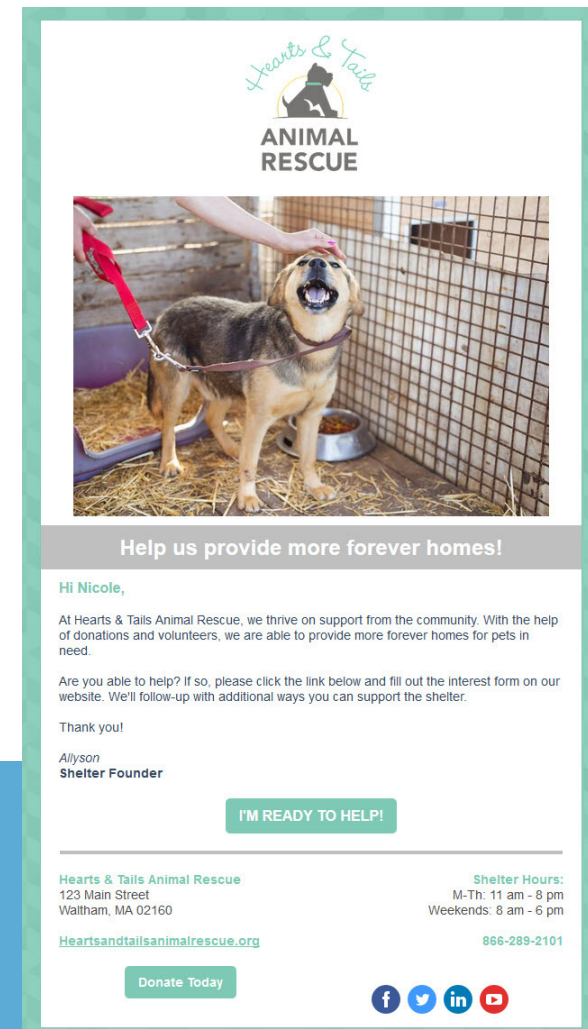 Hearts & Tails
ANIMAL
RESCUE
Help us provide more forever homes!
Hi Nicole,
At Hearts & Tails Animal Rescue, we thrive on support from the community. With the help
of donations and volunteers, we are able to provide more forever homes for pets in
need.
Are you able to help? If so, please click the link below and fill out the interest form on our
website. We'll follow-up with additional ways you can support the shelter.
Thank you!
Allyson
Shelter Founder
I'M READY TO HELP!
Hearts & Tails Animal Rescue
123 Main Street
Waltham, MA 02160
Heartsandtailsanimalrescue.org
Donate Today
Shelter Hours:
M-Th: 11 am - 8 pm
Weekends: 8 am - 6 pm
866-289-2101
f
in